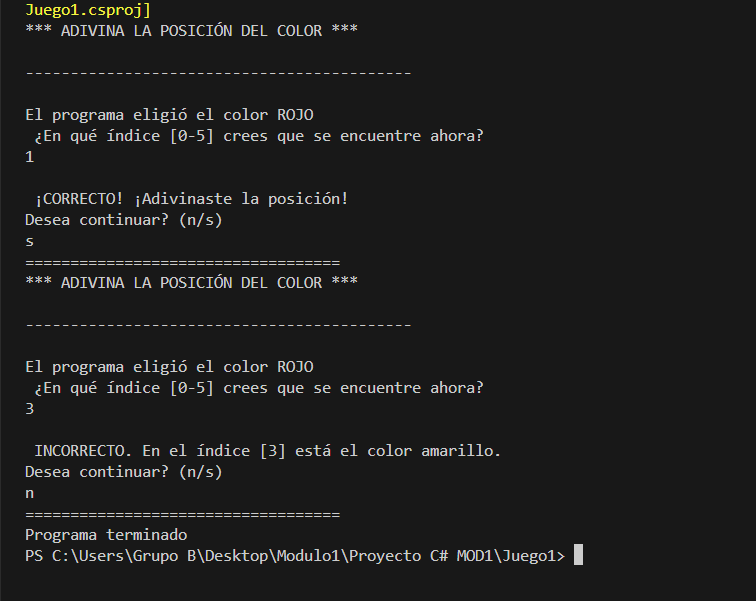 Juego1.csproj]
*** ADIVINA LA POSICIÓN DEL COLOR ***
-------------------------------------------
El programa eligió el color ROJO
¿En qué índice [0-5] crees que se encuentre ahora?
1
¡CORRECTO! ¡Adivinaste la posición!
Desea continuar? (n/s)
s
===================================
*** ADIVINA LA POSICIÓN DEL COLOR ***
-------------------------------------------
El programa eligió el color ROJO
¿En qué índice [0-5] crees que se encuentre ahora?
3
INCORRECTO. En el índice [3] está el color amarillo.
Desea continuar? (n/s)
n
===================================
Programa terminado
PS C:\Users\Grupo B\Desktop\Modulo1\Proyecto C# MOD1\Juego1>